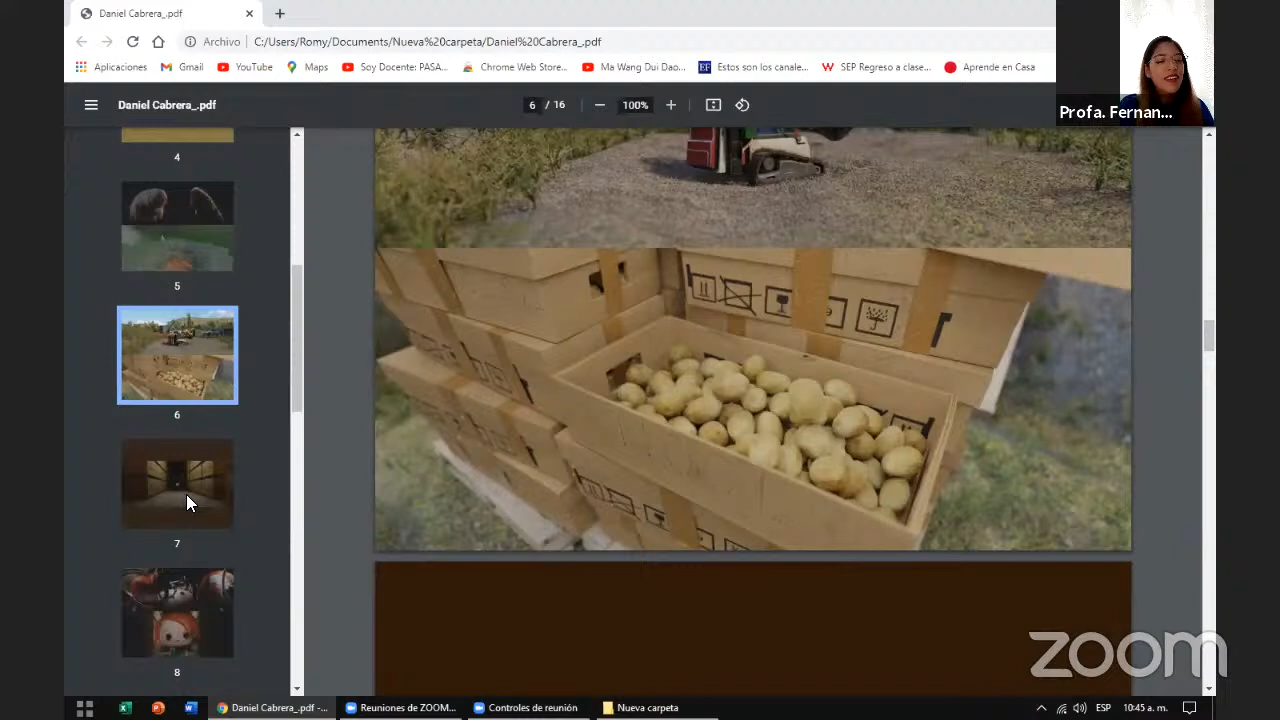 Daniel Cabrera_.pdf
Archivo C:/Users/Romy/Documents/Nueva%20carpeta/Daniel%20Cabrera_.pdf
Aplicaciones Gmail YouTube Maps Soy Docente: PASA... Chrome Web Store... Ma Wang Dui Dao... EF Estos son los canale... SEP Regreso a clase... Aprende en Casa
Daniel Cabrera_.pdf 6 / 16 100%
Profa. Fernan...
4
5
6
7
8
zoom
Daniel Cabrera_.pdf -... Reuniones de ZOOM... Controles de reunión Nueva carpeta ESP 10:45 a. m.